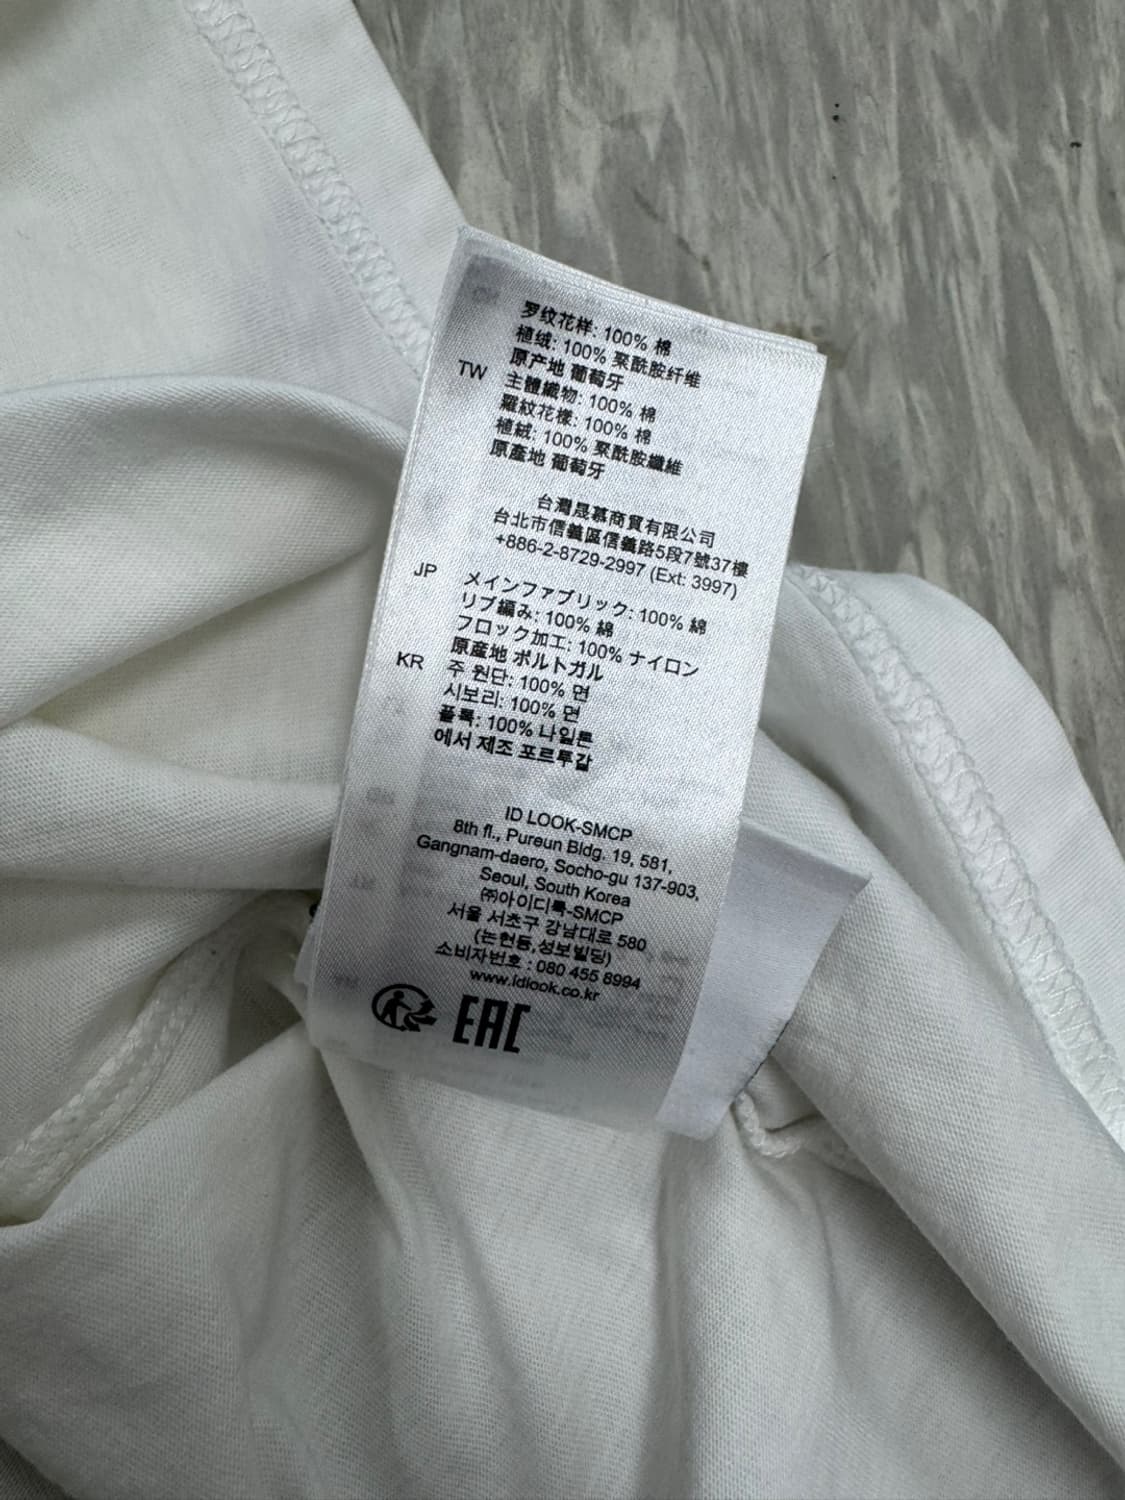 罗纹花样: 100% 棉
植绒: 100% 聚酰胺纤维
原产地 葡萄牙
TW 主體織物: 100% 棉
羅紋花樣: 100% 棉
植絨: 100% 聚酰胺纖維
原產地 葡萄牙
台灣晟慕商貿有限公司
台北市信義區信義路5段7號37樓
+886-2-8729-2997 (Ext: 3997)
JP メインファブリック: 100% 綿
リブ編み: 100% 綿
フロック加工: 100% ナイロン
原産地 ポルトガル
KR 주 원단: 100% 면
시보리: 100% 면
플록: 100% 나일론
에서 제조 포르투갈
ID LOOK-SMCP
8th fl., Pureun Bldg. 19, 581,
Gangnam-daero, Socho-gu 137-903,
Seoul, South Korea
㈜아이디룩-SMCP
서울 서초구 강남대로 580
(논현동,성보빌딩)
소비자번호 : 080 455 8994
www.idlook.co.kr
EAC